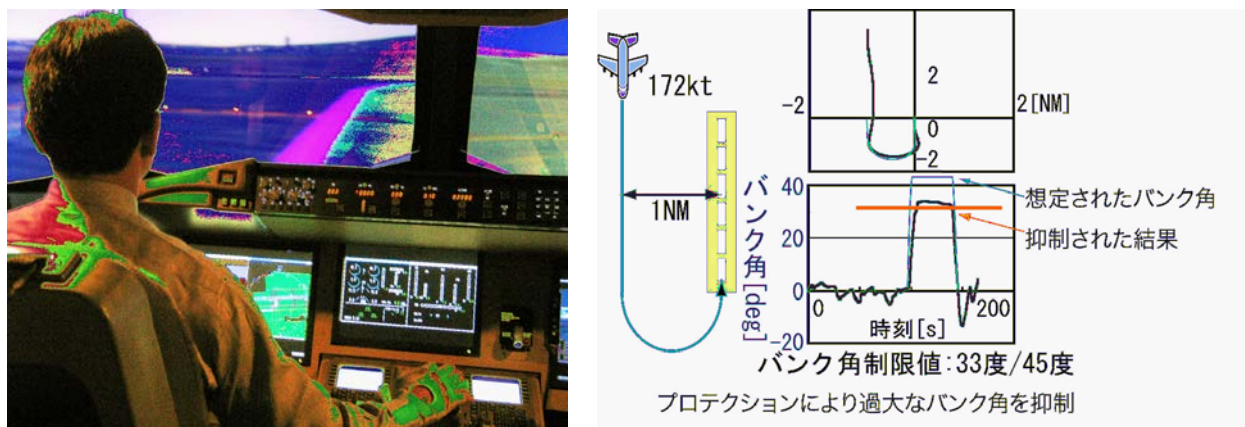 172kt
1NM
2
-2
2[NM]
0
-2
バンク角[deg]
40
20
0
-20
0
200
時刻[s]
想定されたバンク角
抑制された結果
バンク角制限値:33度/45度
プロテクションにより過大なバンク角を抑制